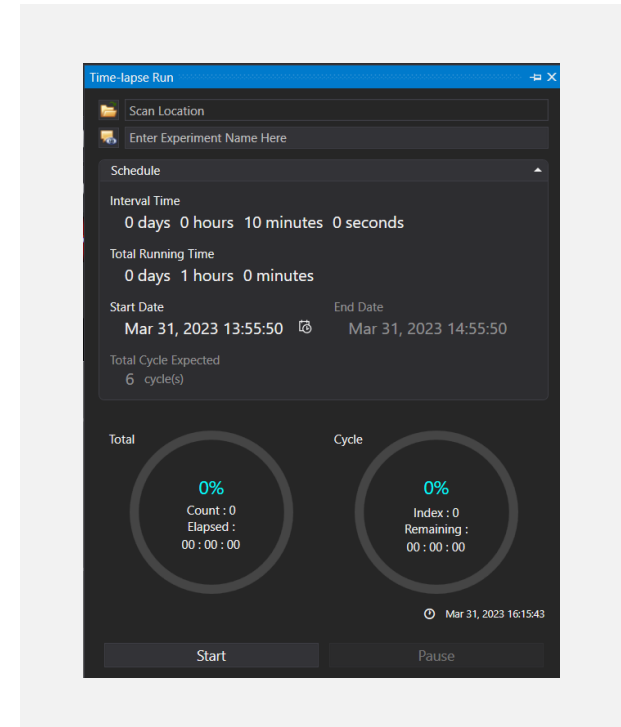 Time-lapse Run
Scan Location
Enter Experiment Name Here
Schedule
Interval Time
0 days 0 hours 10 minutes 0 seconds
Total Running Time
0 days 1 hours 0 minutes
Start Date End Date
Mar 31, 2023 13:55:50 Mar 31, 2023 14:55:50
Total Cycle Expected
6 cycle(s)
Total
0%
Count : 0
Elapsed :
00 : 00 : 00
Cycle
0%
Index : 0
Remaining :
00 : 00 : 00
Mar 31, 2023 16:15:43
Start Pause